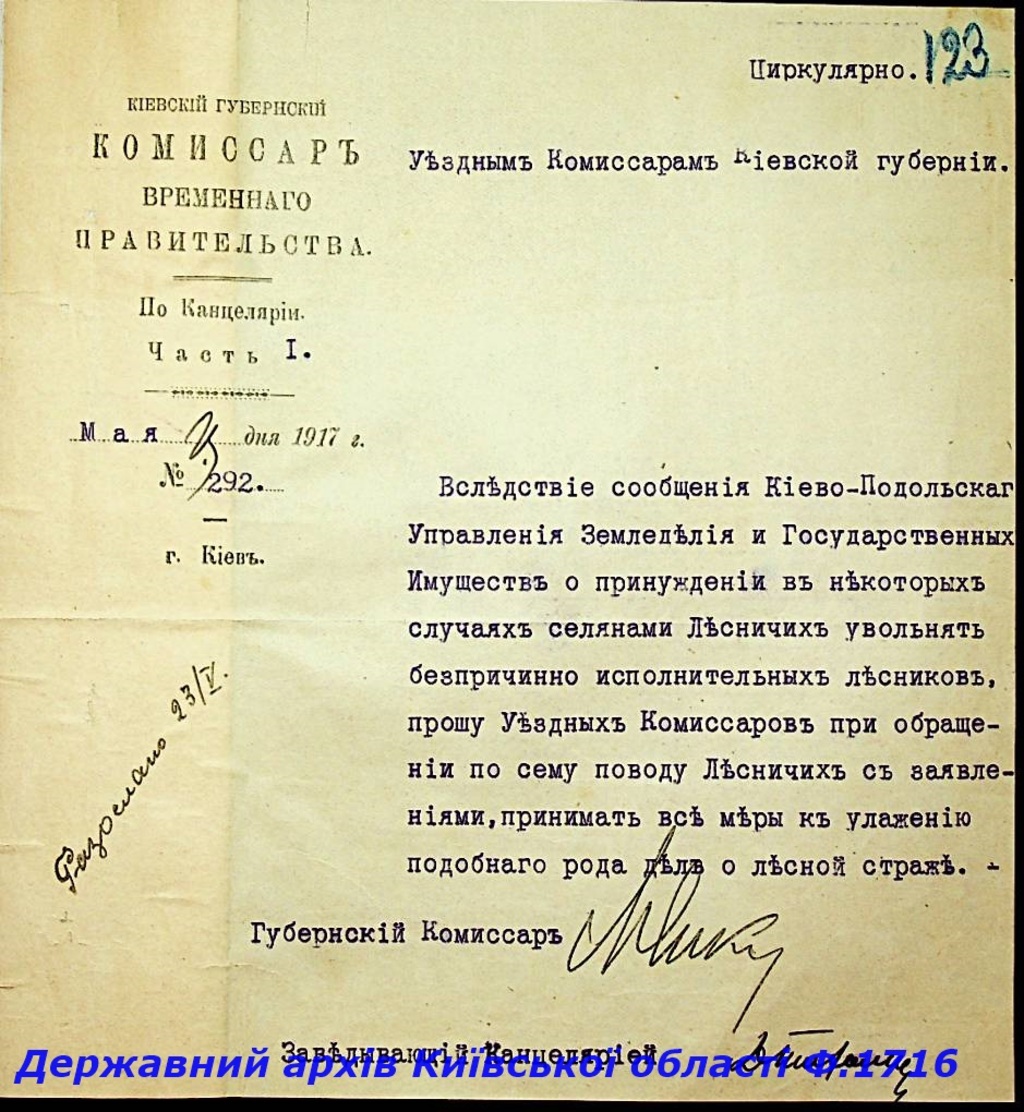 Циркулярно. 123
КІЕВСКІЙ ГУБЕРНСКІЙ
КОМИССАРЪ
ВРЕМЕННАГО
ПРАВИТЕЛЬСТВА.
По Канцеляріи.
Часть I.
Мая дня 1917 г.
№ 292.
г. Кіевъ.
Разослано 23/V.
Уѣзднымъ Комиссарамъ Кіевской губерніи.
Вслѣдствіе сообщенія Кіево-Подольскаг
Управленія Земледѣлія и Государственныхъ
Имуществъ о принужденіи въ нѣкоторыхъ
случаяхъ селянами Лѣсничихъ увольнять
безпричинно исполнительныхъ лѣсниковъ,
прошу Уѣздныхъ Комиссаровъ при обраще-
ніи по сему поводу Лѣсничихъ съ заявле-
ніями,принимать всѣ мѣры къ улаженію
подобнаго рода дѣлъ о лѣсной стражѣ. -
Губернскій Комиссаръ
Завѣдывающій Канцеляріей
Державний архів Київської області Ф.1716